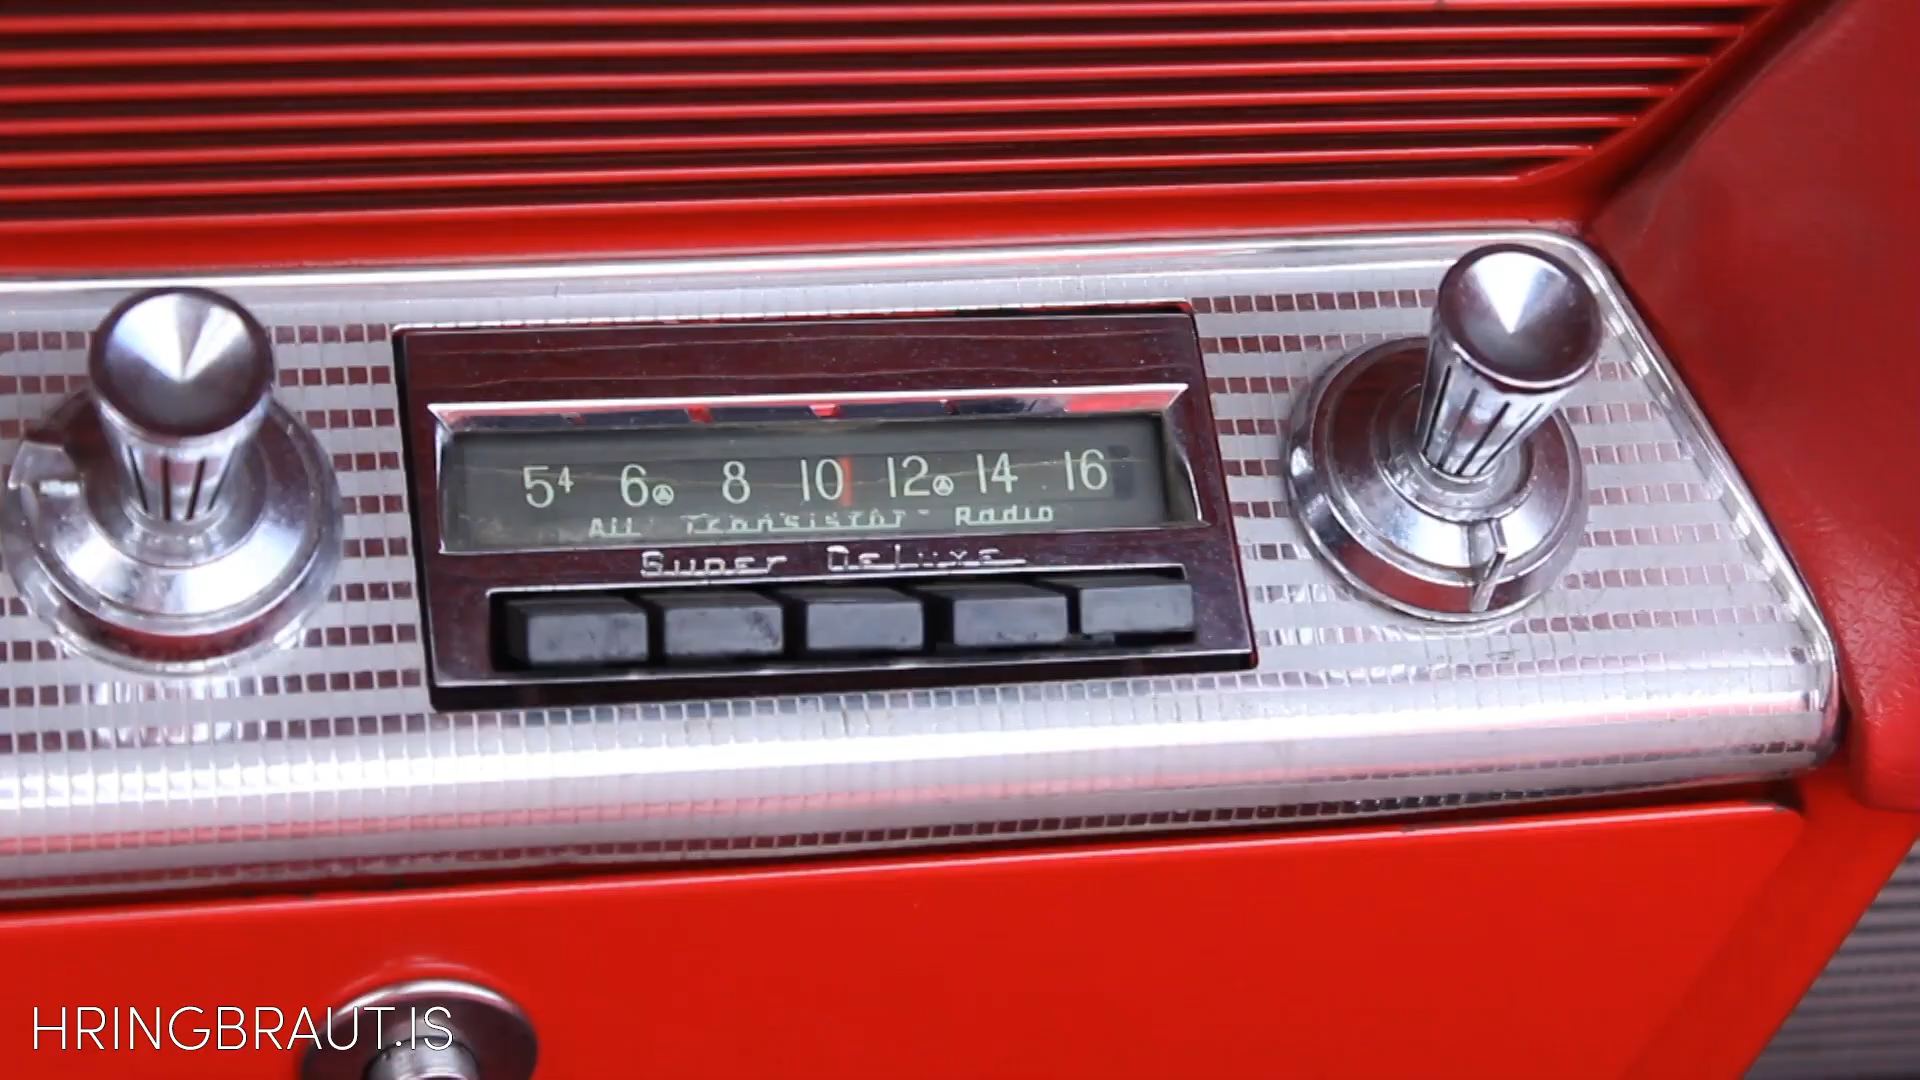 5⁴ 6 8 10 12 14 16
All Transistor Radio
Super DeLuxe
HRINGBRAUT.IS